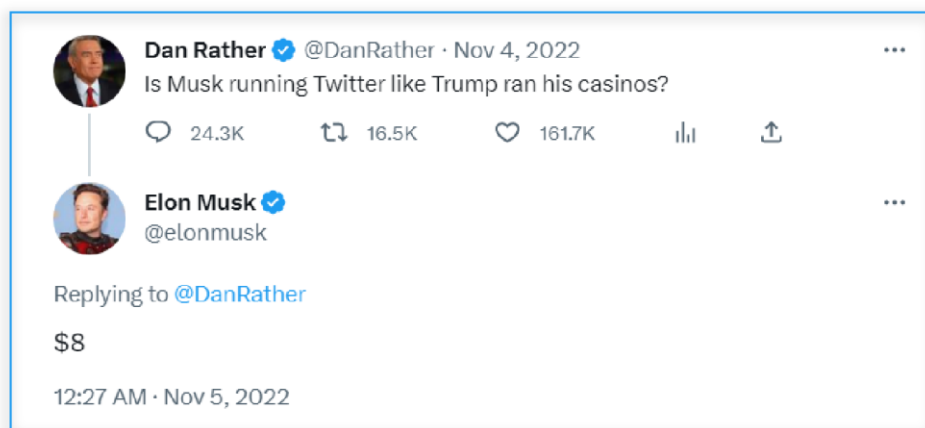 Dan Rather @DanRather · Nov 4, 2022
Is Musk running Twitter like Trump ran his casinos?
24.3K 16.5K 161.7K
Elon Musk
@elonmusk
Replying to @DanRather
$8
12:27 AM · Nov 5, 2022